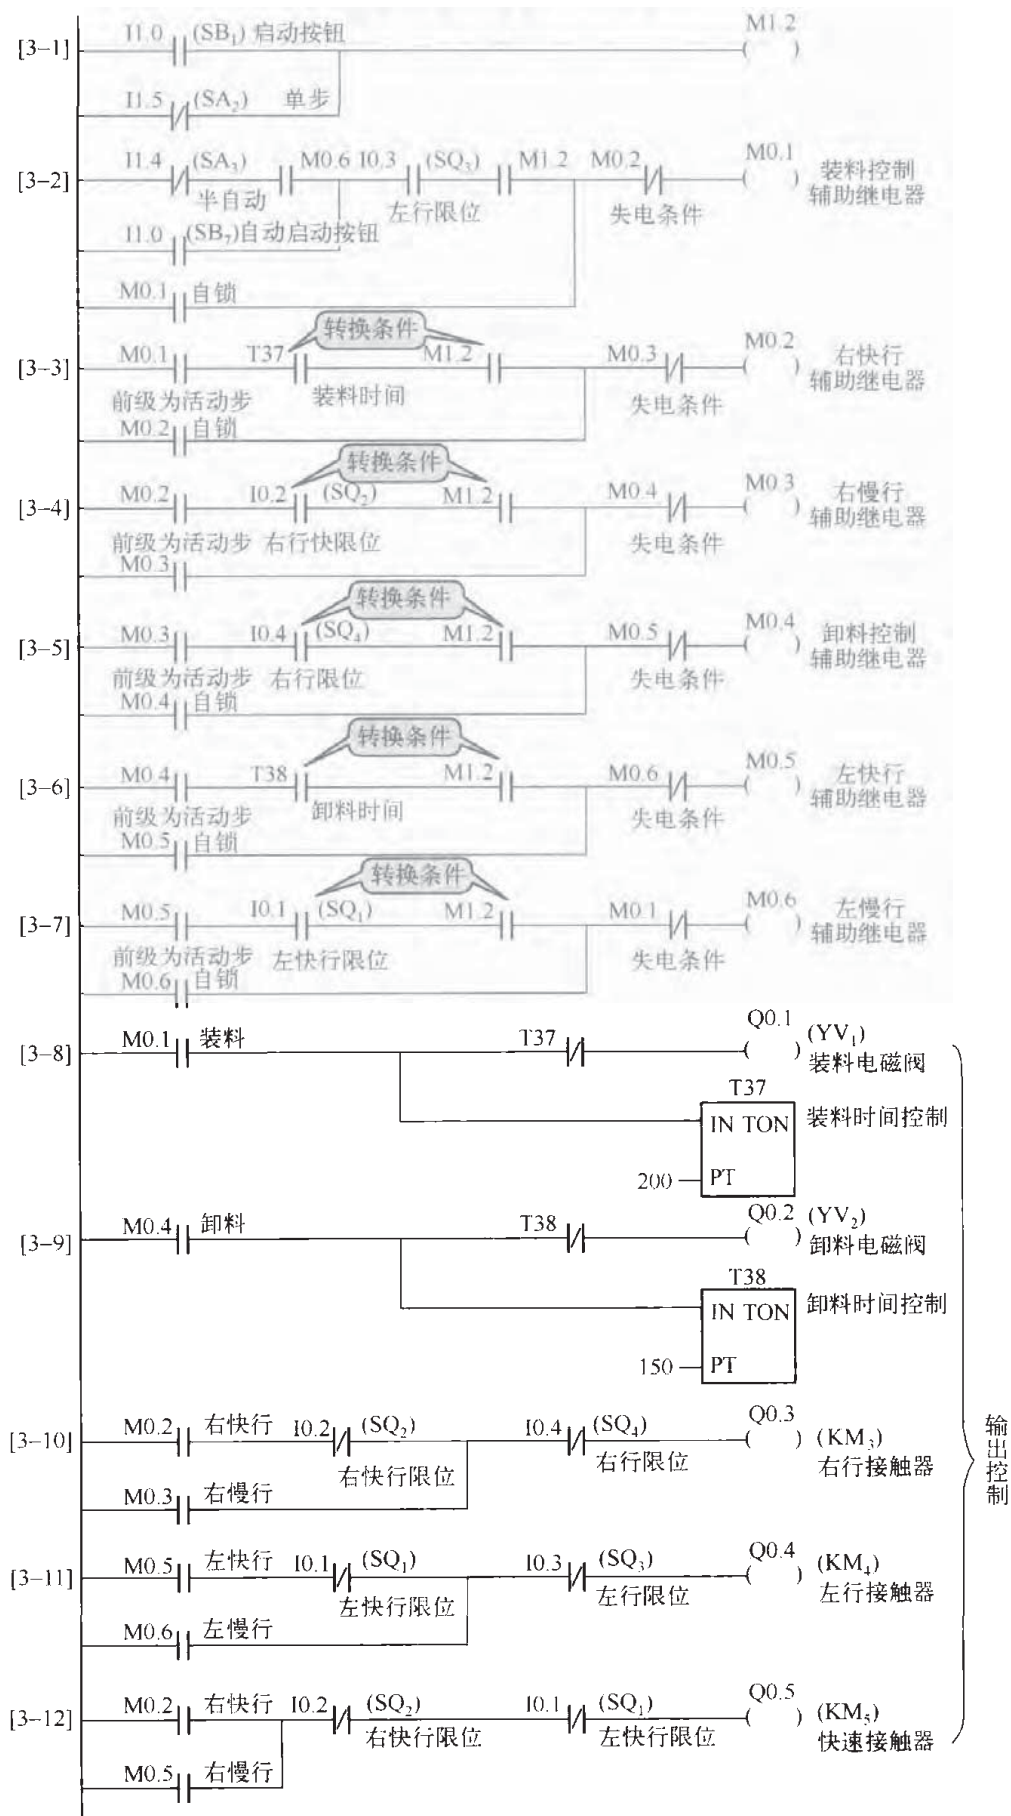 M1.2
I1.0 (SB1) 启动按钮
[3-1]
( )
I1.5 (SA2) 单步
I1.4 (SA3) M0.6 I0.3 (SQ3) M1.2 M0.2 M0.1
[3-2]
( )
装料控制
辅助继电器
半自动 左行限位 失电条件
I1.0 (SB7)自动启动按钮
M0.1 自锁
转换条件
M0.1 T37 M1.2 M0.3 M0.2
[3-3]
( )
右快行
辅助继电器
前级为活动步 装料时间 失电条件
M0.2 自锁
转换条件
M0.2 I0.2 (SQ2) M1.2 M0.4 M0.3
[3-4]
( )
右慢行
辅助继电器
前级为活动步 右行快限位 失电条件
M0.3
转换条件
M0.3 I0.4 (SQ4) M1.2 M0.5 M0.4
[3-5]
( )
卸料控制
辅助继电器
前级为活动步 右行限位 失电条件
M0.4 自锁
转换条件
M0.4 T38 M1.2 M0.6 M0.5
[3-6]
( )
左快行
辅助继电器
前级为活动步 卸料时间 失电条件
M0.5 自锁
转换条件
M0.5 I0.1 (SQ1) M1.2 M0.1 M0.6
[3-7]
( )
左慢行
辅助继电器
前级为活动步 左快行限位 失电条件
M0.6 自锁
M0.1 装料 T37 Q0.1 (YV1)
[3-8]
( )
装料电磁阀
T37
IN TON 装料时间控制
200 PT
M0.4 卸料 T38 Q0.2 (YV2)
[3-9]
( )
卸料电磁阀
T38
IN TON 卸料时间控制
150 PT
M0.2 右快行 I0.2 (SQ2) I0.4 (SQ4) Q0.3
[3-10]
( )
(KM3)
右快行限位 右行限位 右行接触器
M0.3 右慢行
输出控制
M0.5 左快行 I0.1 (SQ1) I0.3 (SQ3) Q0.4
[3-11]
( )
(KM4)
左快行限位 左行限位 左行接触器
M0.6 左慢行
M0.2 右快行 I0.2 (SQ2) I0.1 (SQ1) Q0.5
[3-12]
( )
(KM5)
右快行限位 左快行限位 快速接触器
M0.5 右慢行